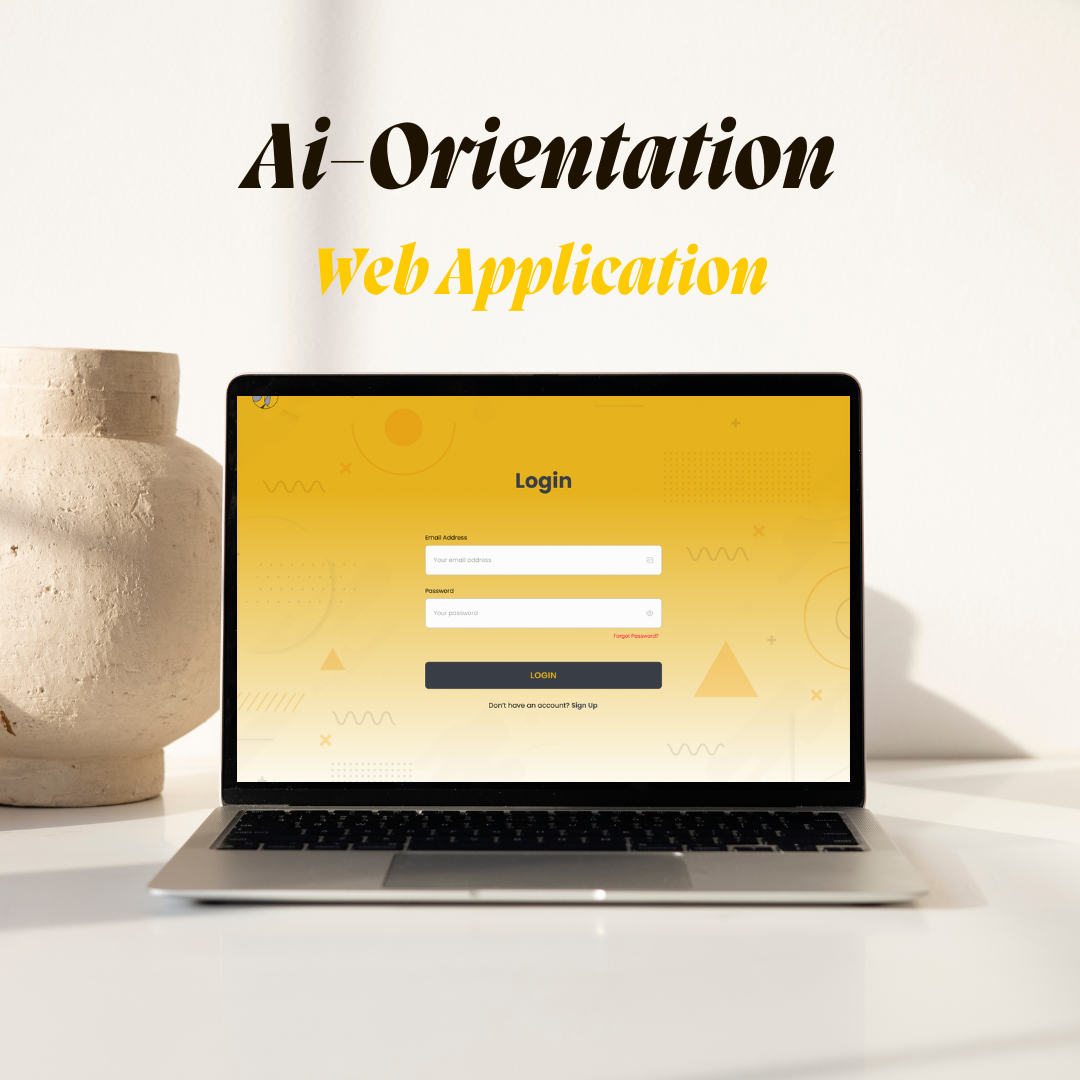 Ai-Orientation
Web Application
Login
Email Address
Your email address
Password
Your password
Forgot Password?
LOGIN
Don't have an account? Sign Up